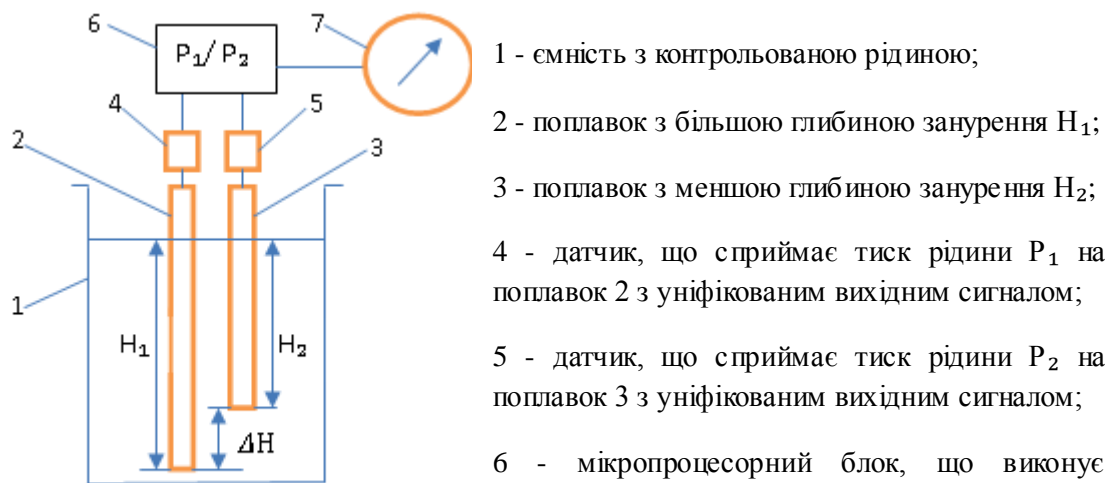 6
P₁/ P₂
7
4
5
2
3
1
H₁
H₂
ΔH
1 - ємність з контрольованою рідиною;
2 - поплавок з більшою глибиною занурення H₁;
3 - поплавок з меншою глибиною занурення H₂;
4 - датчик, що сприймає тиск рідини P₁ на
поплавок 2 з уніфікованим вихідним сигналом;
5 - датчик, що сприймає тиск рідини P₂ на
поплавок 3 з уніфікованим вихідним сигналом;
6 - мікропроцесорний блок, що виконує